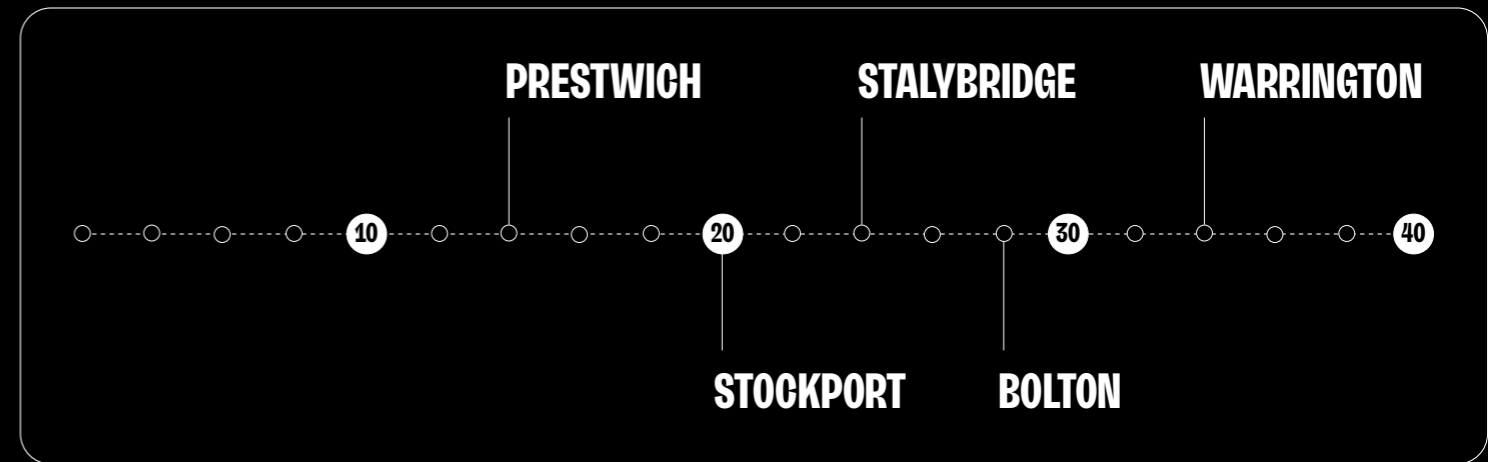 PRESTWICH STALYBRIDGE WARRINGTON
10 20 30 40
STOCKPORT BOLTON